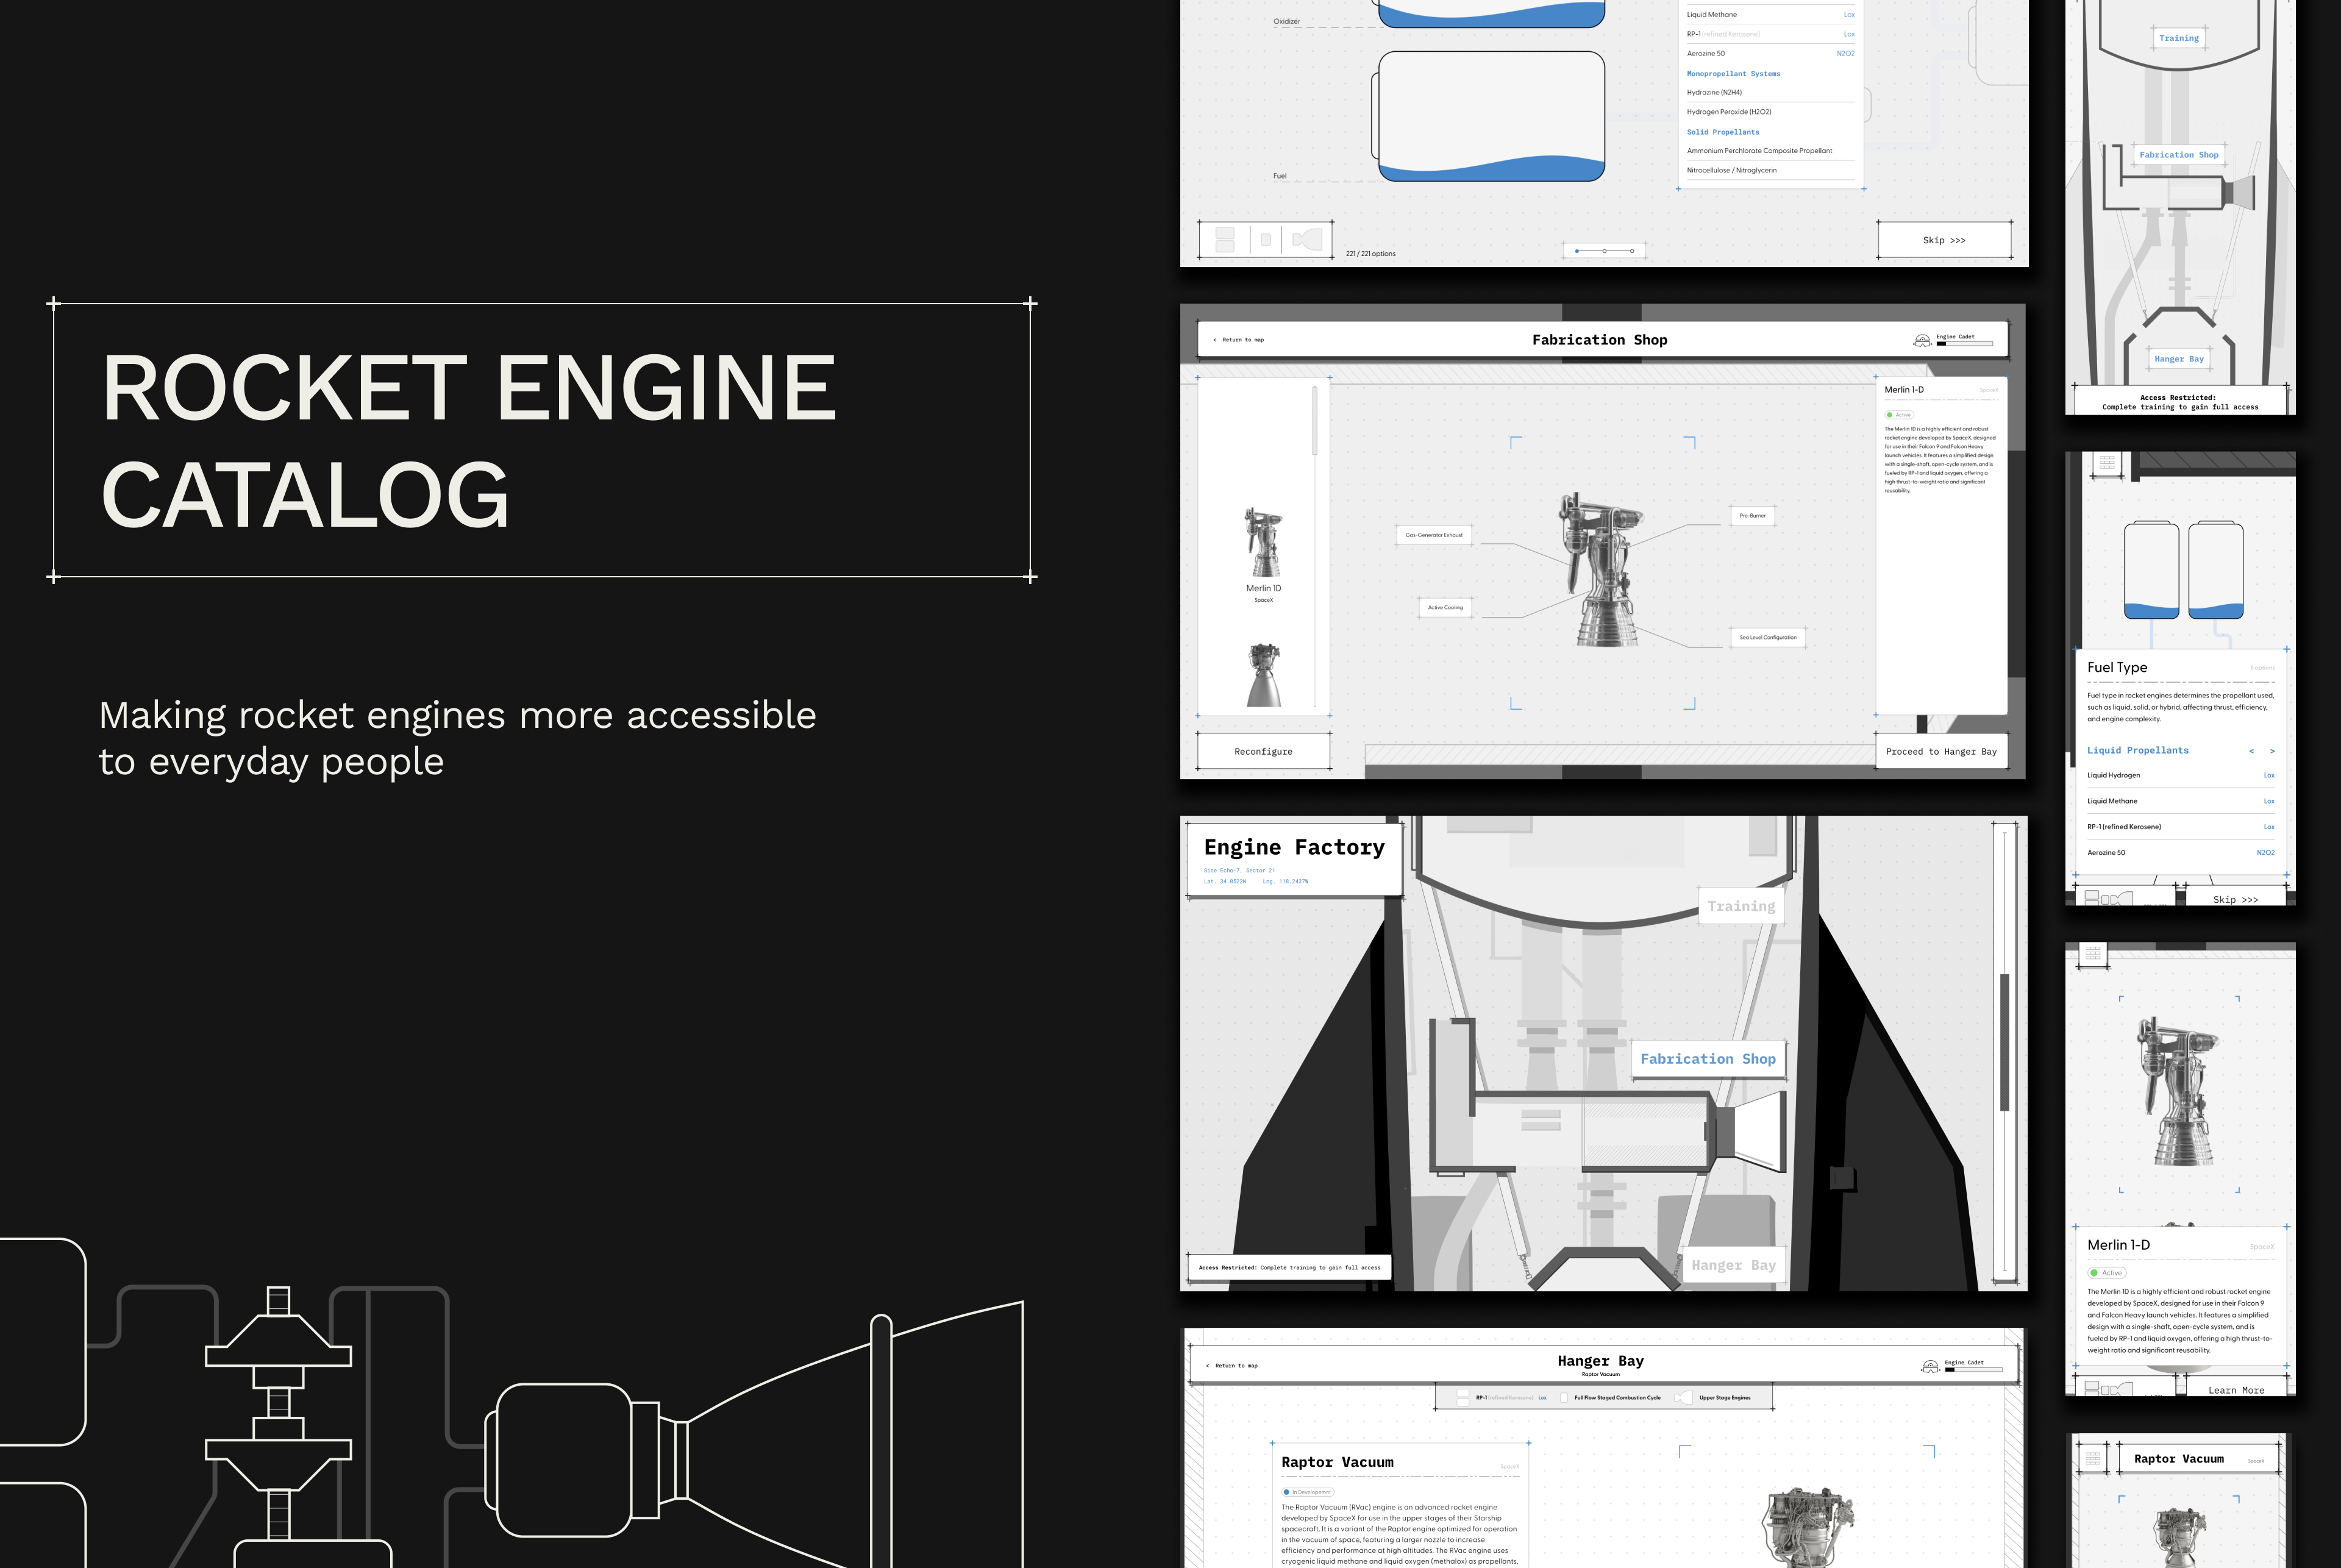 ROCKET ENGINE
CATALOG
Making rocket engines more accessible
to everyday people
Oxidizer
Fuel
Liquid Methane Lox
RP-1 (refined Kerosene) Lox
Aerozine 50 N2O2
Monopropellant Systems
Hydrazine (N2H4)
Hydrogen Peroxide (H2O2)
Solid Propellants
Ammonium Perchlorate Composite Propellant
Nitrocellulose / Nitroglycerin
221 / 221 options
Skip >>>
< Return to map
Fabrication Shop
Engine Cadet
Merlin 1D
SpaceX
Gas-Generator Exhaust
Pre-Burner
Active Cooling
Sea Level Configuration
Merlin 1-D SpaceX
Active
The Merlin 1D is a highly efficient and robust
rocket engine developed by SpaceX, designed
for use in their Falcon 9 and Falcon Heavy
launch vehicles. It features a simplified design
with a single-shaft, open-cycle system, and is
fueled by RP-1 and liquid oxygen, offering a
high thrust-to-weight ratio and significant
reusability.
Reconfigure
Proceed to Hanger Bay
Engine Factory
Site Echo-7, Sector 21
Lat. 34.0522N Lng. 118.2437W
Training
Fabrication Shop
Hanger Bay
Access Restricted: Complete training to gain full access
< Return to map
Hanger Bay
Raptor Vacuum
Engine Cadet
RP-1 (refined Kerosene) Lox
Full Flow Staged Combustion Cycle
Upper Stage Engines
Raptor Vacuum SpaceX
In Developemnt
The Raptor Vacuum (RVac) engine is an advanced rocket engine
developed by SpaceX for use in the upper stages of their Starship
spacecraft. It is a variant of the Raptor engine optimized for operation
in the vacuum of space, featuring a larger nozzle to increase
efficiency and performance at high altitudes. The RVac engine uses
cryogenic liquid methane and liquid oxygen (methalox) as propellants,
Training
Fabrication Shop
Hanger Bay
Access Restricted:
Complete training to gain full access
Fuel Type 8 options
Fuel type in rocket engines determines the propellant used,
such as liquid, solid, or hybrid, affecting thrust, efficiency,
and engine complexity.
Liquid Propellants < >
Liquid Hydrogen Lox
Liquid Methane Lox
RP-1 (refined Kerosene) Lox
Aerozine 50 N2O2
Skip >>>
Merlin 1-D SpaceX
Active
The Merlin 1D is a highly efficient and robust rocket engine
developed by SpaceX, designed for use in their Falcon 9
and Falcon Heavy launch vehicles. It features a simplified
design with a single-shaft, open-cycle system, and is
fueled by RP-1 and liquid oxygen, offering a high thrust-to-
weight ratio and significant reusability.
Learn More
Raptor Vacuum SpaceX